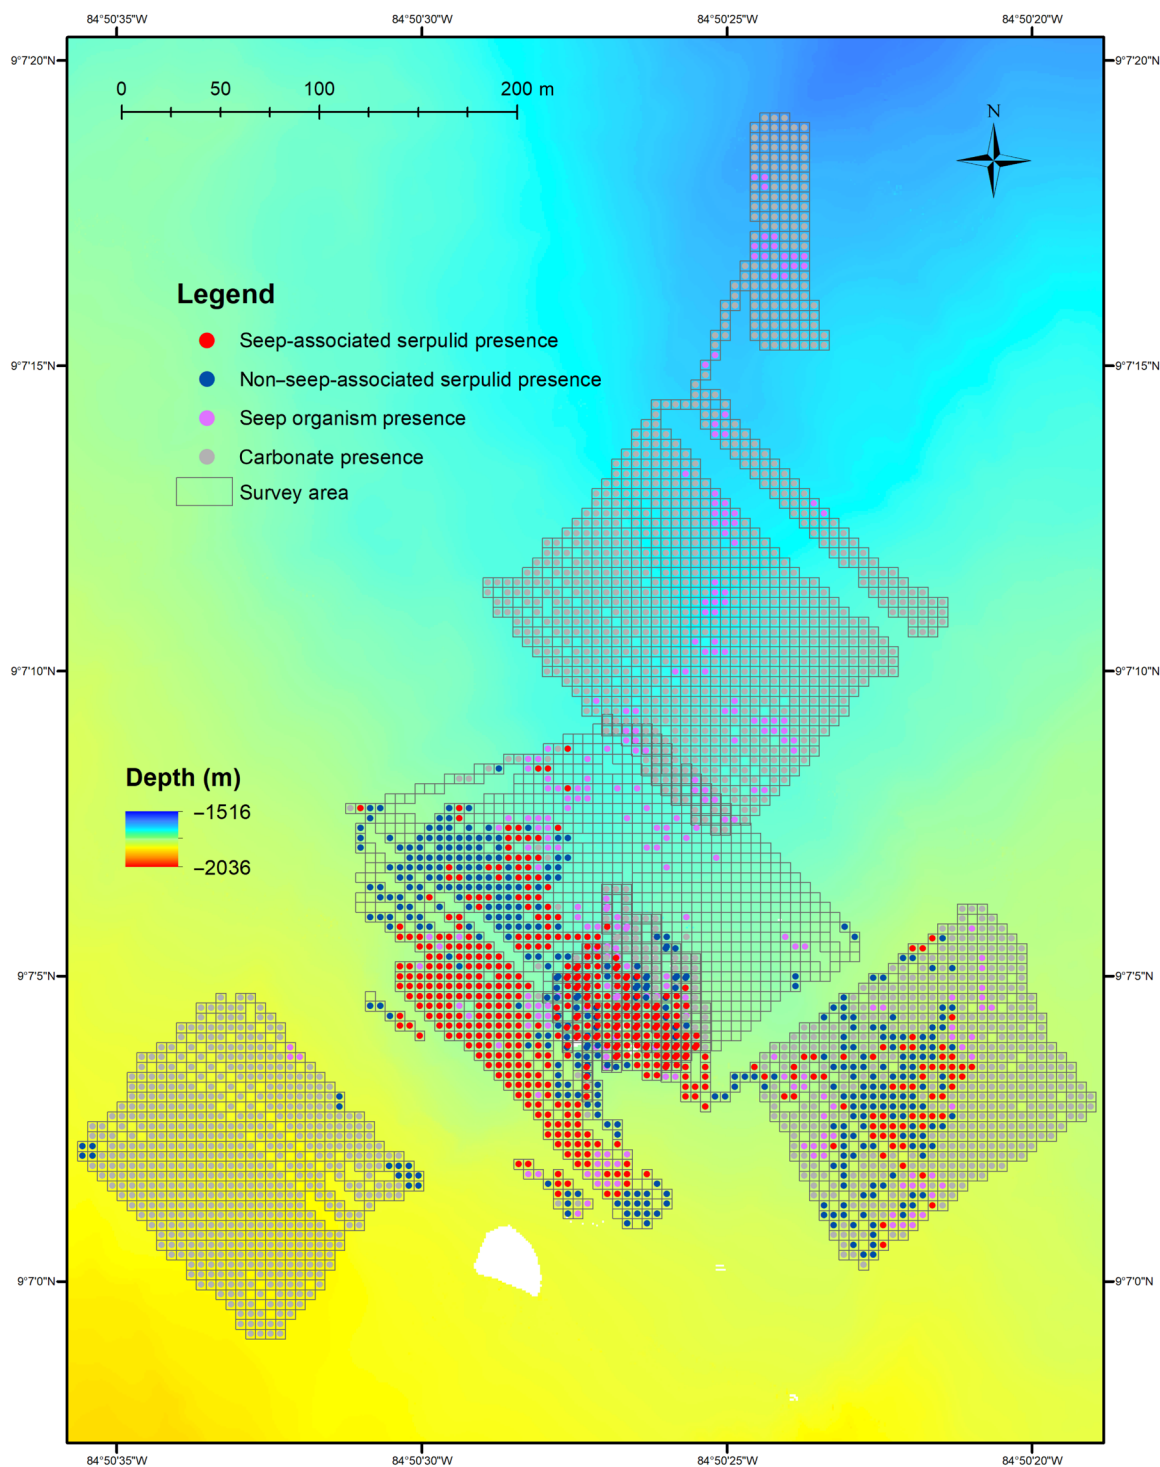 84°50'35"W 84°50'30"W 84°50'25"W 84°50'20"W
9°7'20"N 9°7'20"N
0 50 100 200 m
N
Legend
Seep-associated serpulid presence
9°7'15"N 9°7'15"N
Non–seep-associated serpulid presence
Seep organism presence
Carbonate presence
Survey area
9°7'10"N 9°7'10"N
Depth (m)
−1516
−2036
9°7'5"N 9°7'5"N
9°7'0"N 9°7'0"N
84°50'35"W 84°50'30"W 84°50'25"W 84°50'20"W